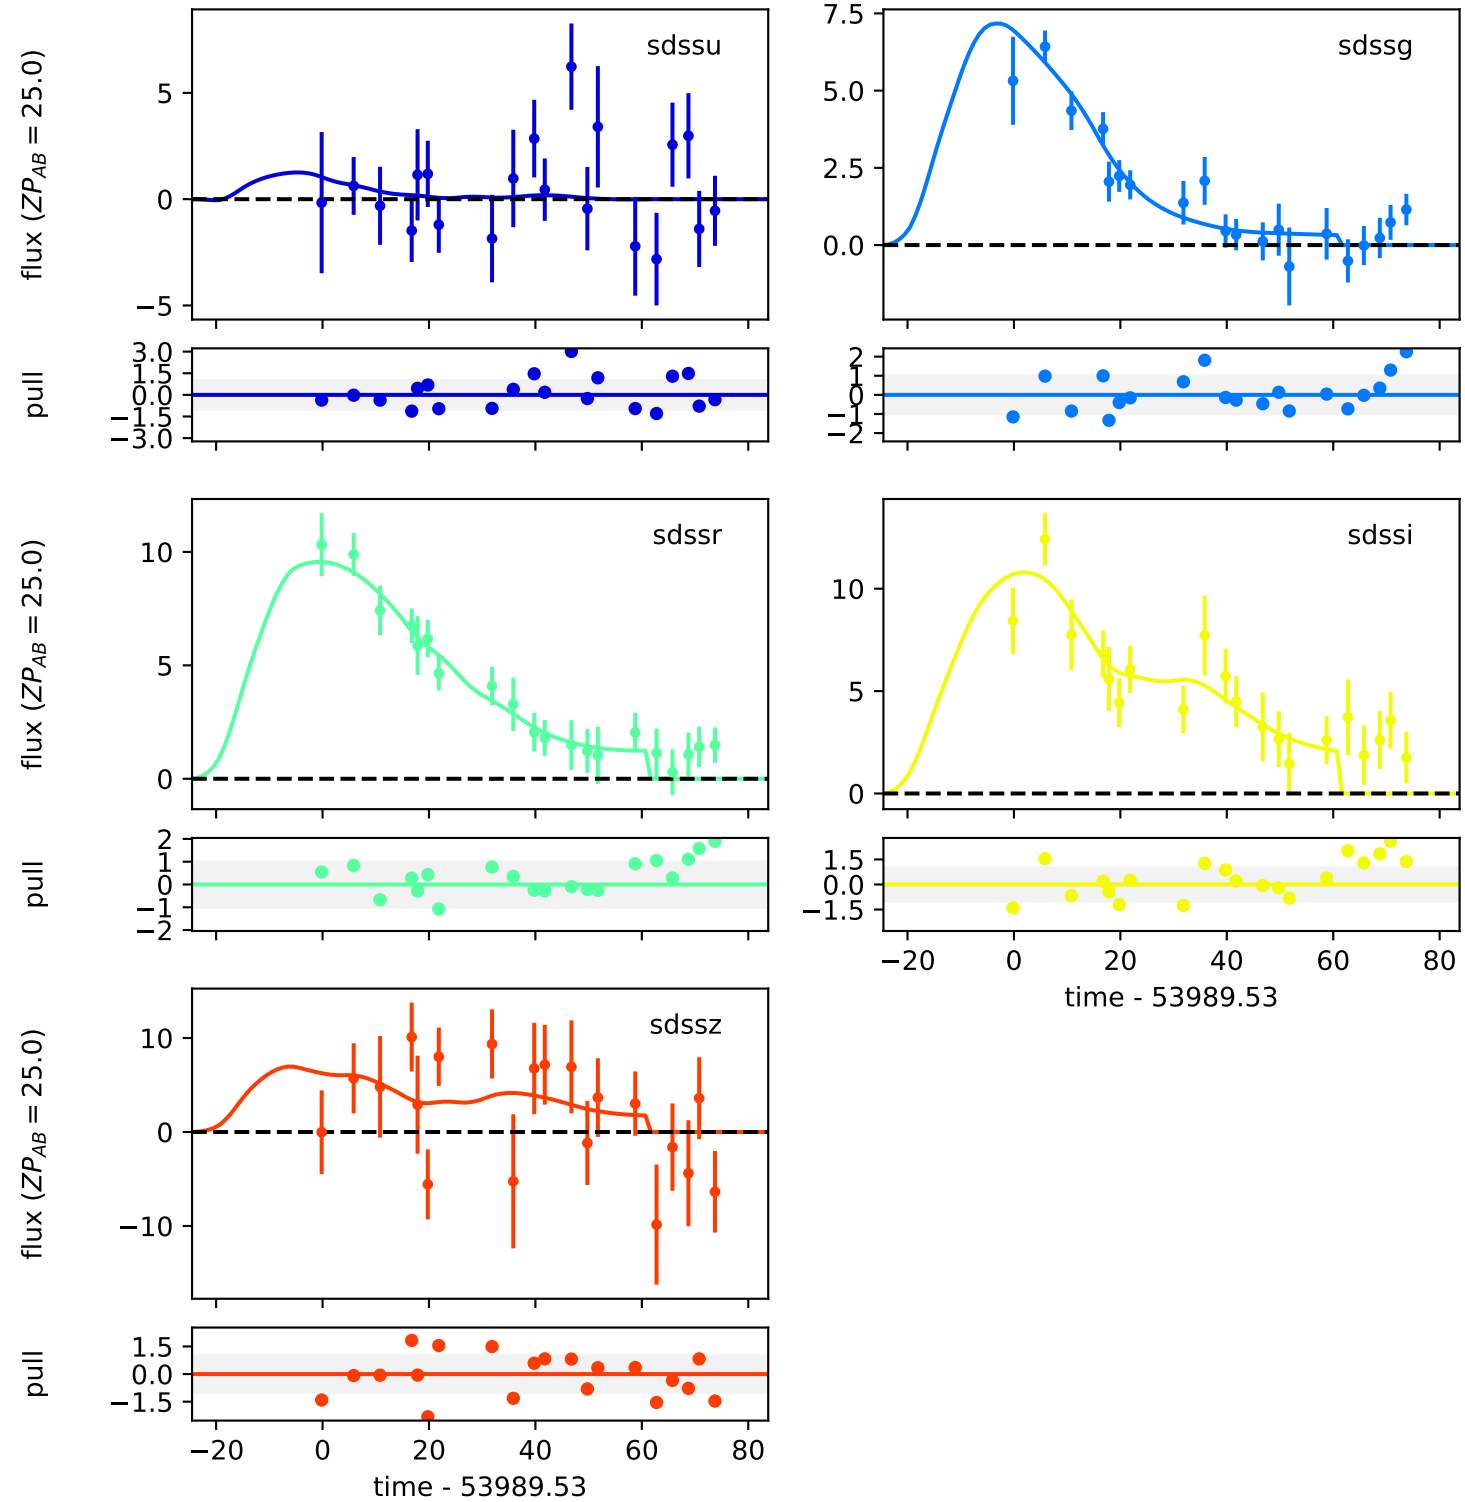 flux (ZP_AB = 25.0)
5
0
−5
sdssu
7.5
5.0
2.5
0.0
sdssg
pull
3.0
1.5
0.0
−1.5
−3.0
2
1
0
−1
−2
flux (ZP_AB = 25.0)
10
5
0
sdssr
10
5
0
sdssi
pull
2
1
0
−1
−2
1.5
0.0
−1.5
−20 0 20 40 60 80
time - 53989.53
flux (ZP_AB = 25.0)
10
0
−10
sdssz
pull
1.5
0.0
−1.5
−20 0 20 40 60 80
time - 53989.53